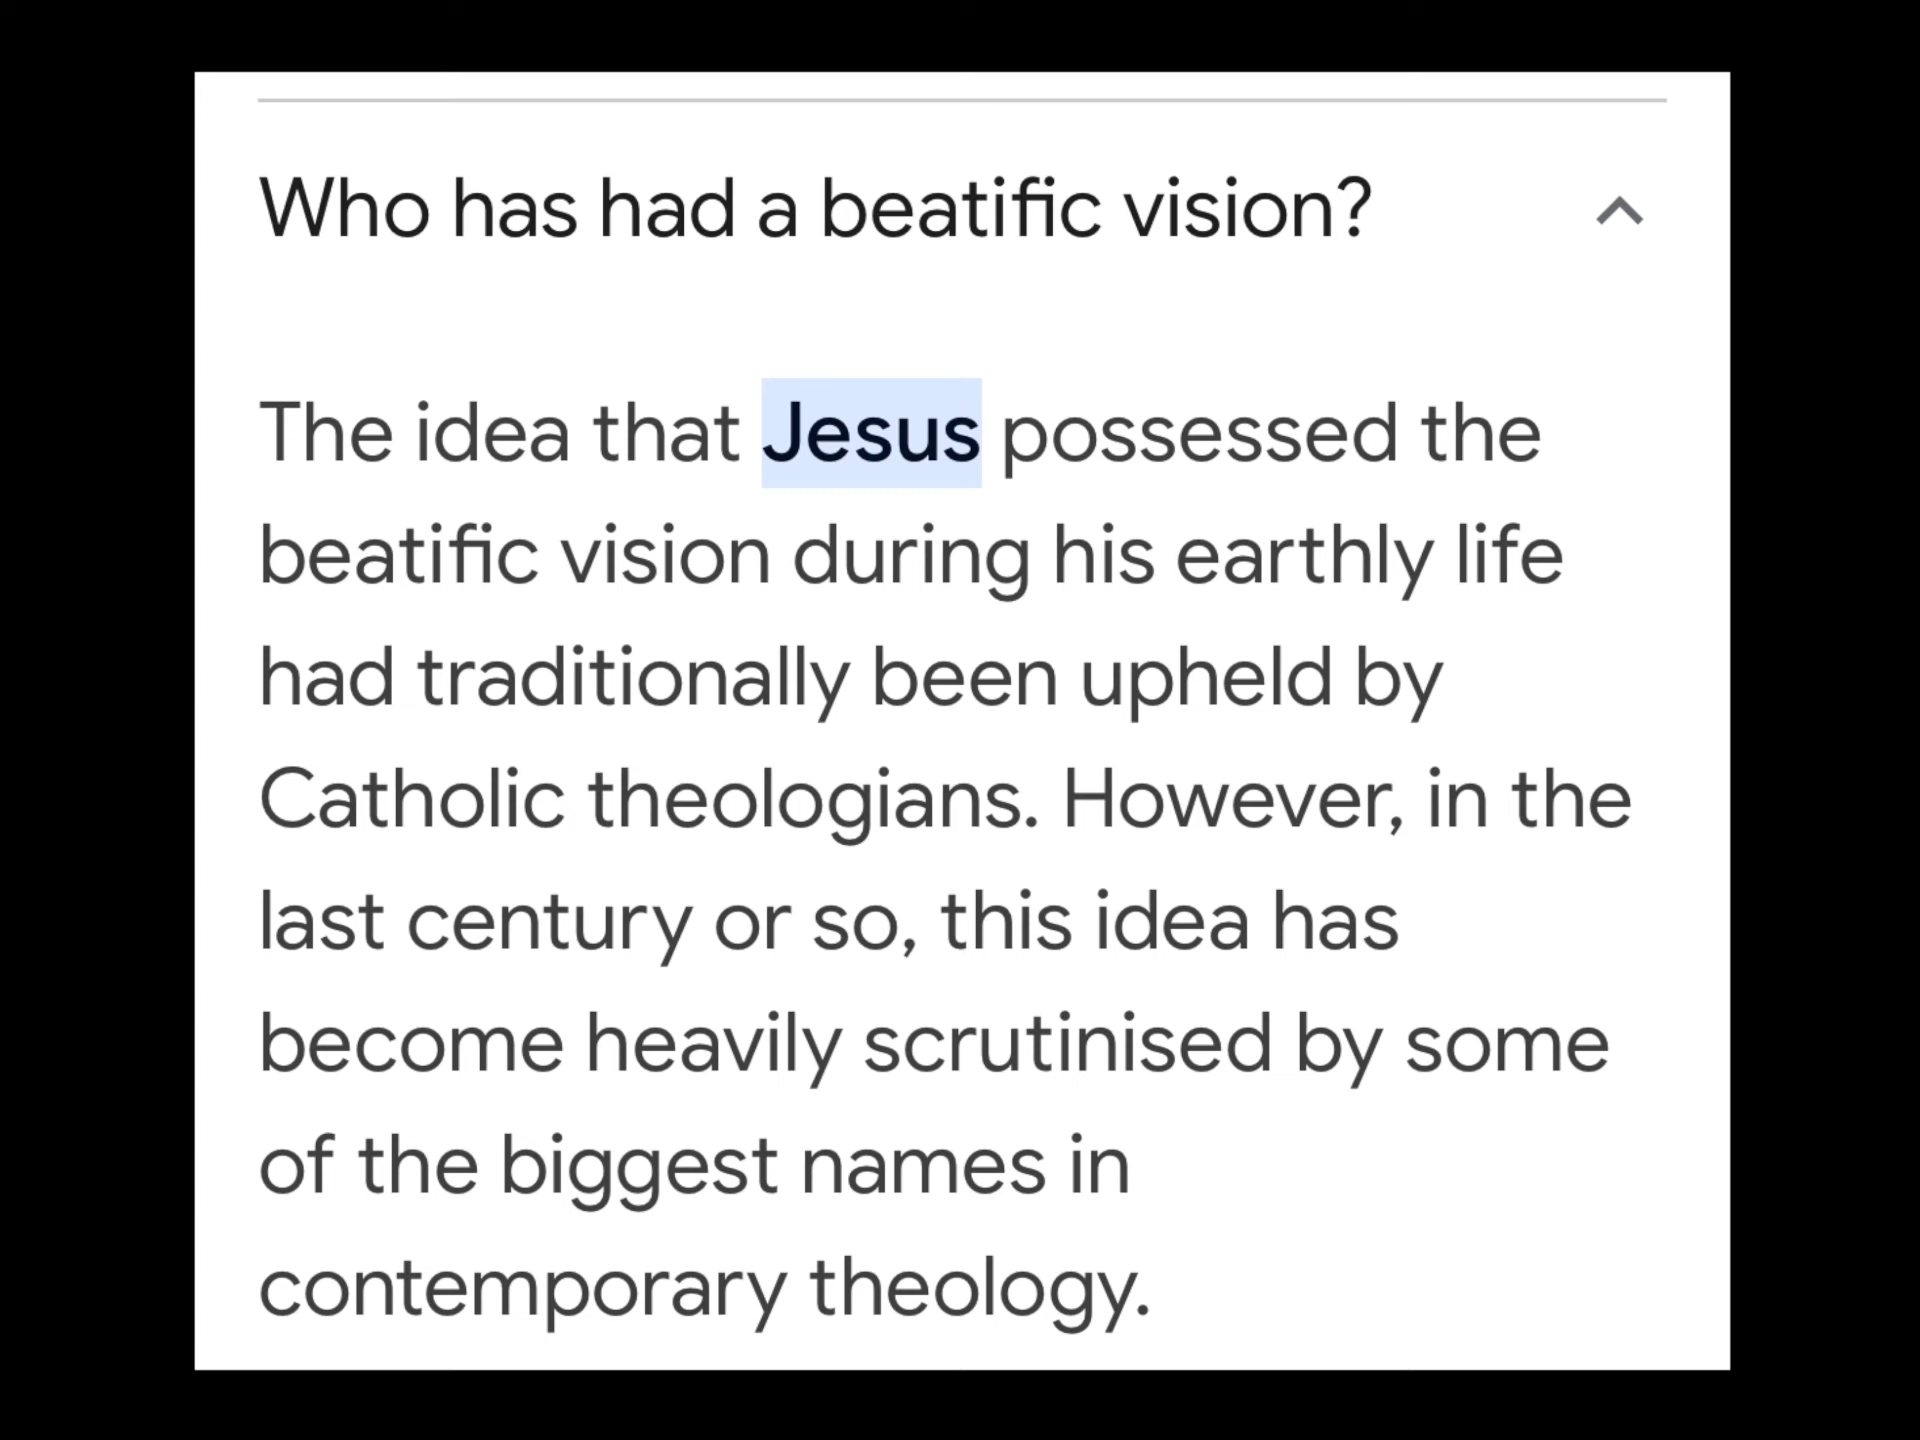 Who has had a beatific vision?
The idea that Jesus possessed the
beatific vision during his earthly life
had traditionally been upheld by
Catholic theologians. However, in the
last century or so, this idea has
become heavily scrutinised by some
of the biggest names in
contemporary theology.